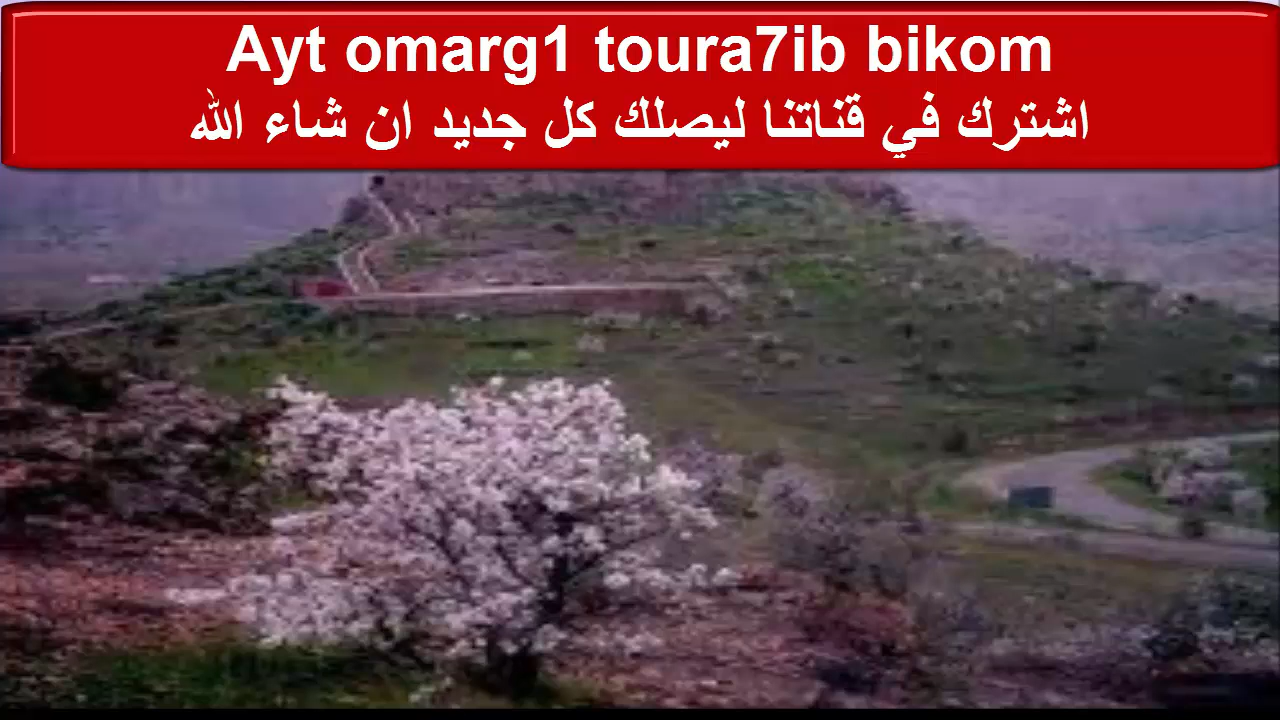 Ayt omarg1 toura7ib bikom
اشترك في قناتنا ليصلك كل جديد ان شاء الله